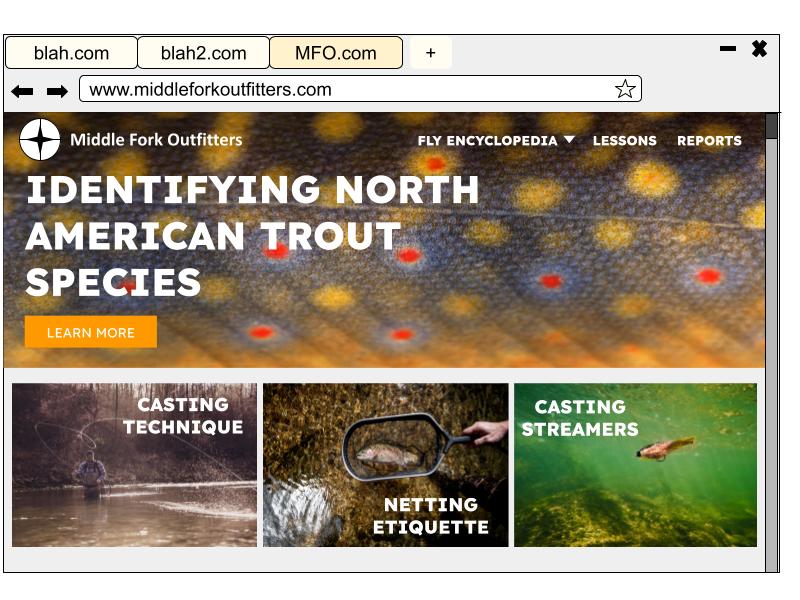 blah.com
blah2.com
MFO.com
+
www.middleforkoutfitters.com
Middle Fork Outfitters
FLY ENCYCLOPEDIA
LESSONS
REPORTS
IDENTIFYING NORTH
AMERICAN TROUT
SPECIES
LEARN MORE
CASTING
TECHNIQUE
NETTING
ETIQUETTE
CASTING
STREAMERS